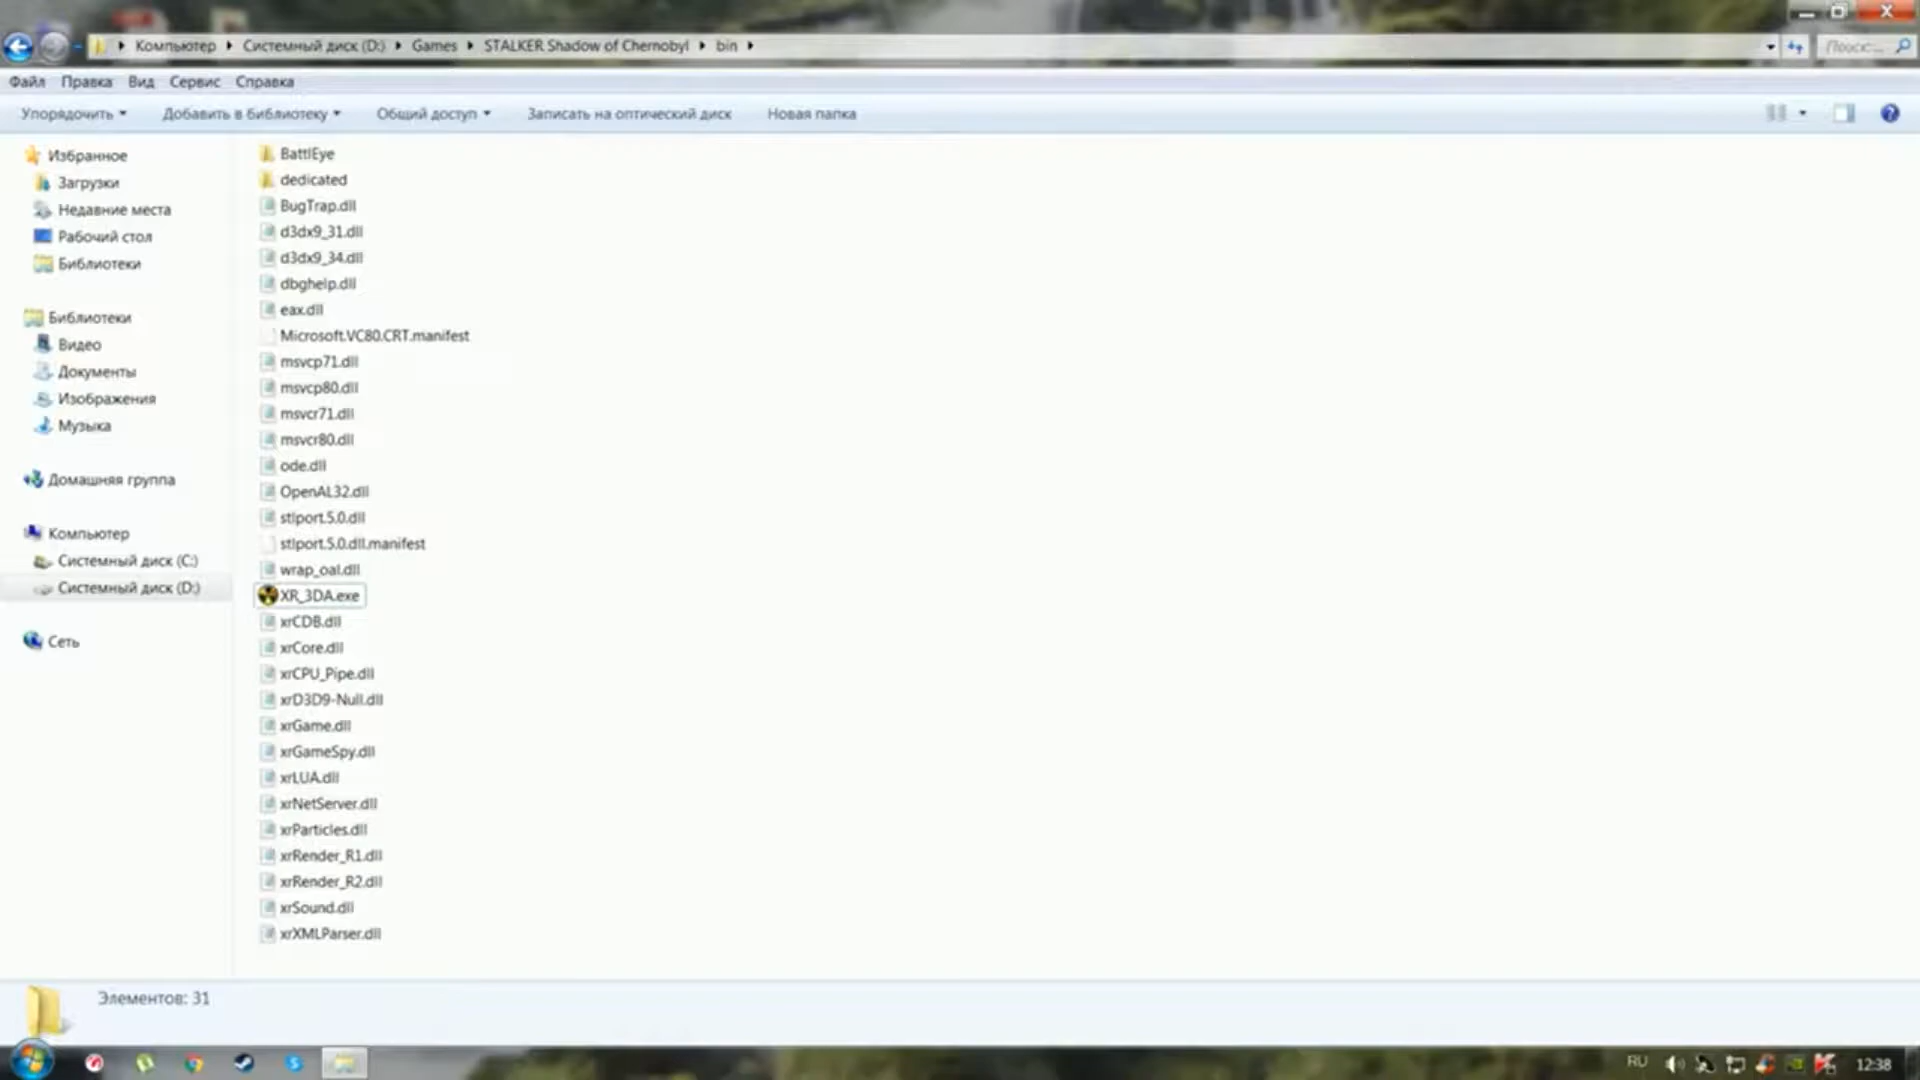 Компьютер Системный диск (D:) Games STALKER Shadow of Chernobyl bin
Поиск:...
Файл Правка Вид Сервис Справка
Упорядочить Добавить в библиотеку Общий доступ Записать на оптический диск Новая папка
Избранное
Загрузки
Недавние места
Рабочий стол
Библиотеки
Библиотеки
Видео
Документы
Изображения
Музыка
Домашняя группа
Компьютер
Системный диск (C:)
Системный диск (D:)
Сеть
BattlEye
dedicated
BugTrap.dll
d3dx9_31.dll
d3dx9_34.dll
dbghelp.dll
eax.dll
Microsoft.VC80.CRT.manifest
msvcp71.dll
msvcp80.dll
msvcr71.dll
msvcr80.dll
ode.dll
OpenAL32.dll
stlport.5.0.dll
stlport.5.0.dll.manifest
wrap_oal.dll
XR_3DA.exe
xrCDB.dll
xrCore.dll
xrCPU_Pipe.dll
xrD3D9-Null.dll
xrGame.dll
xrGameSpy.dll
xrLUA.dll
xrNetServer.dll
xrParticles.dll
xrRender_R1.dll
xrRender_R2.dll
xrSound.dll
xrXMLParser.dll
Элементов: 31
RU 12:38